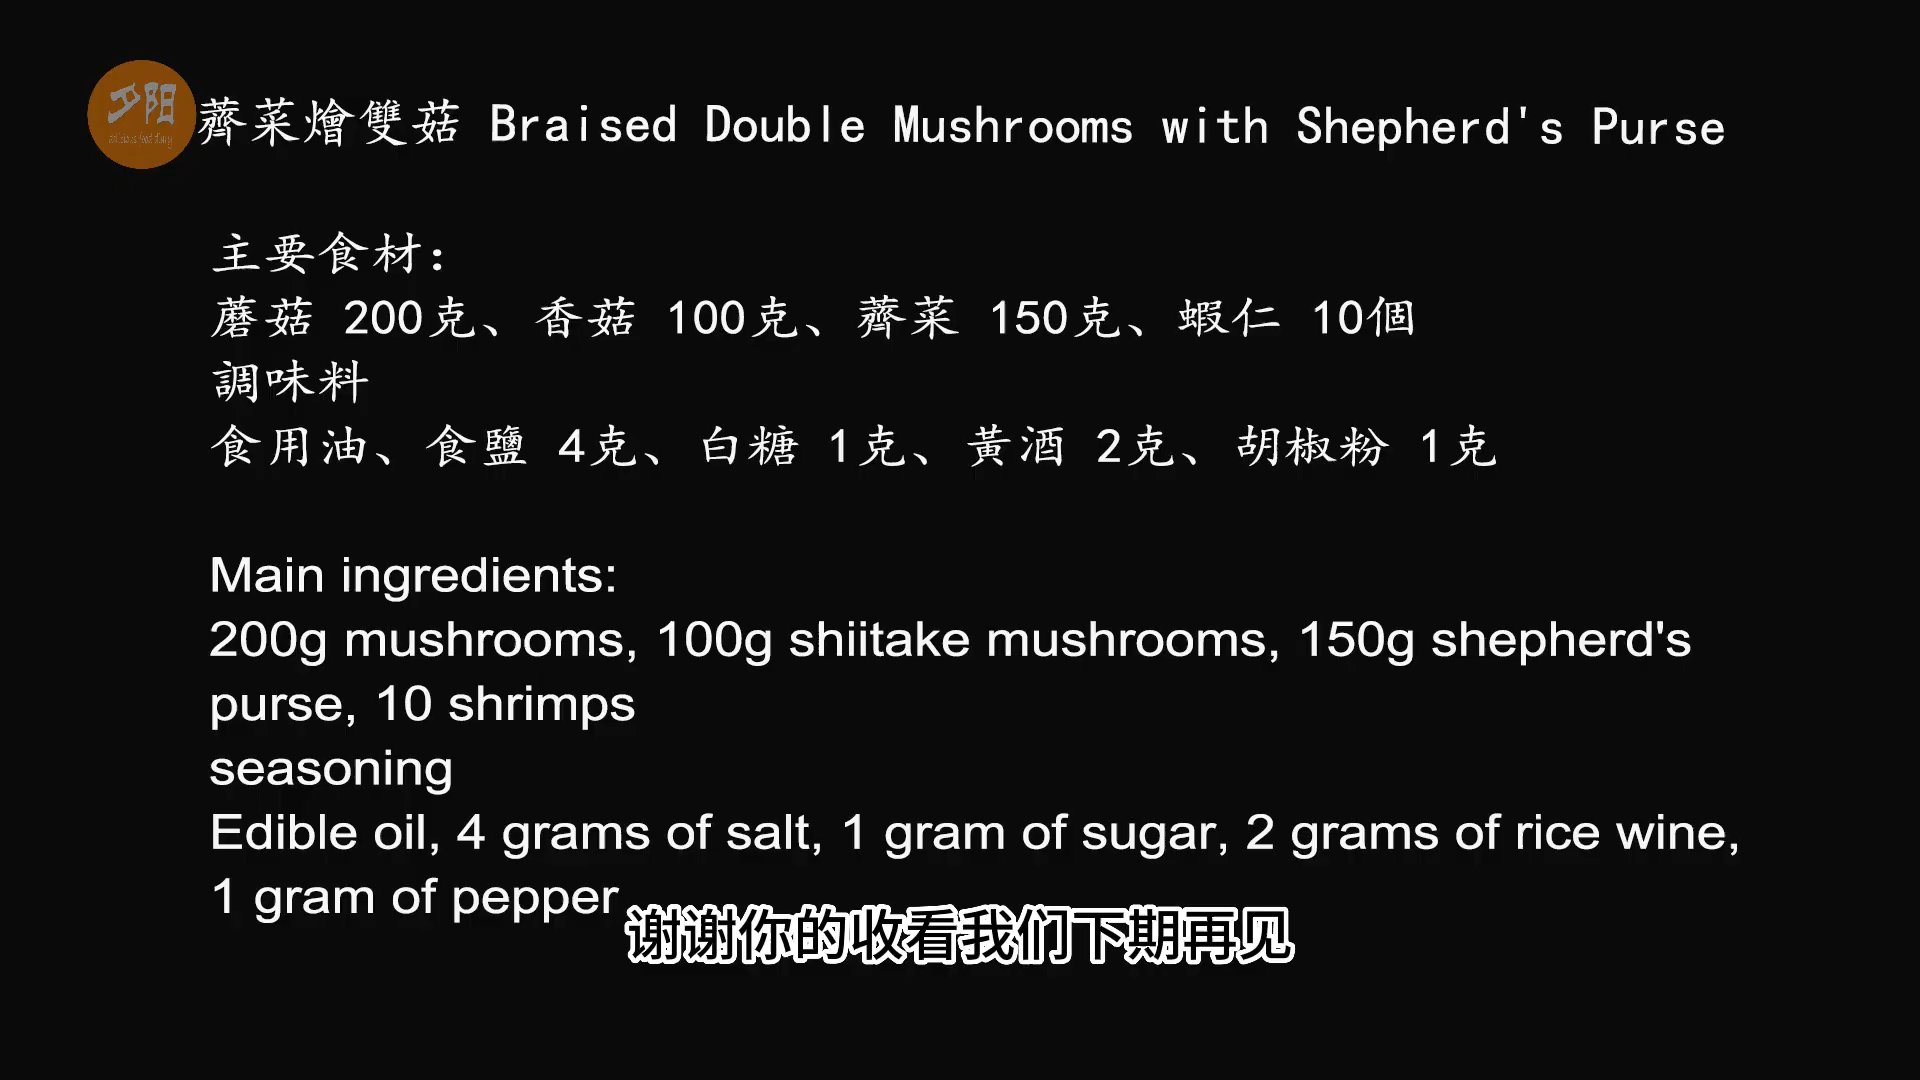 夕阳
薺菜燴雙菇 Braised Double Mushrooms with Shepherd's Purse
主要食材：
蘑菇 200克、香菇 100克、薺菜 150克、蝦仁 10個
調味料
食用油、食鹽 4克、白糖 1克、黃酒 2克、胡椒粉 1克
Main ingredients:
200g mushrooms, 100g shiitake mushrooms, 150g shepherd's
purse, 10 shrimps
seasoning
Edible oil, 4 grams of salt, 1 gram of sugar, 2 grams of rice wine,
1 gram of pepper
谢谢你的收看我们下期再见